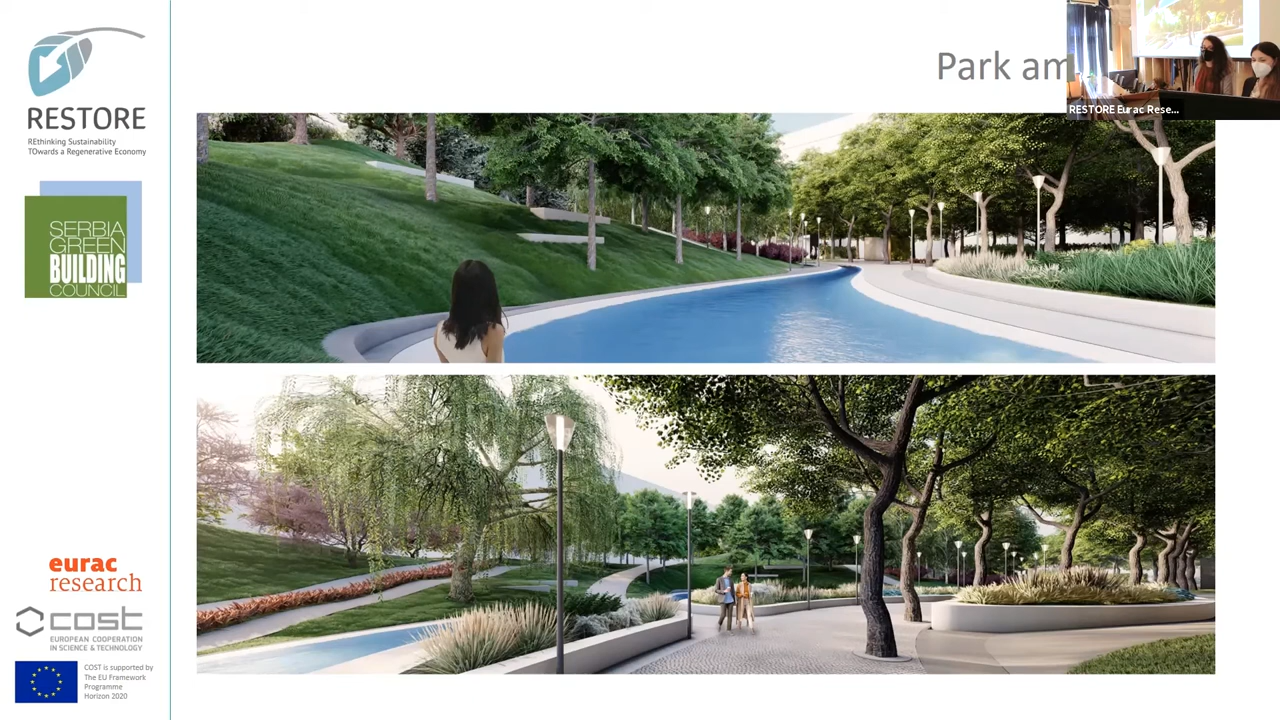 RESTORE
REthinking Sustainability
TOwards a Regenerative Economy
SERBIA
GREEN
BUILDING
COUNCIL
eurac
research
cost
EUROPEAN COOPERATION
IN SCIENCE & TECHNOLOGY
COST is supported by
The EU Framework
Programme
Horizon 2020
Park am
RESTORE Eurac Rese...